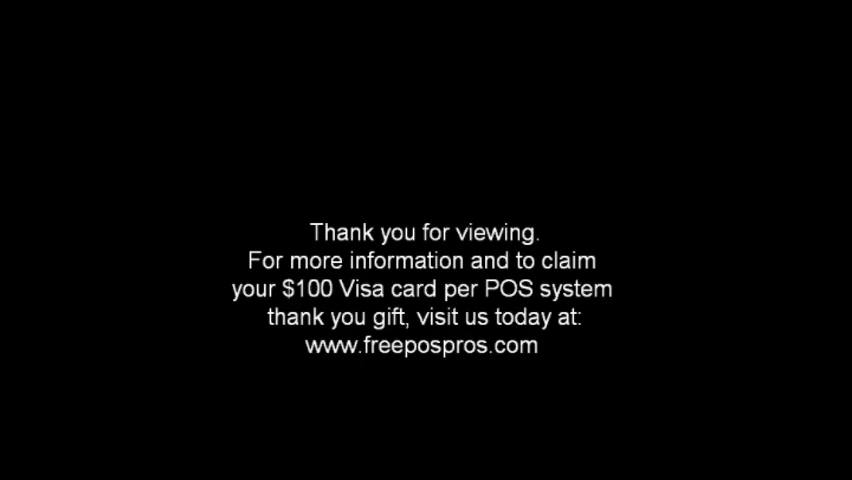 Thank you for viewing.
For more information and to claim
your $100 Visa card per POS system
thank you gift, visit us today at:
www.freepospros.com